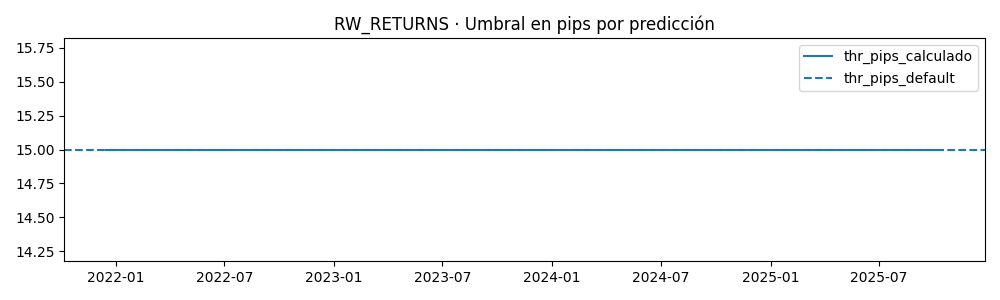 RW_RETURNS · Umbral en pips por predicción
15.75
15.50
15.25
15.00
14.75
14.50
14.25
thr_pips_calculado
thr_pips_default
2022-01 2022-07 2023-01 2023-07 2024-01 2024-07 2025-01 2025-07